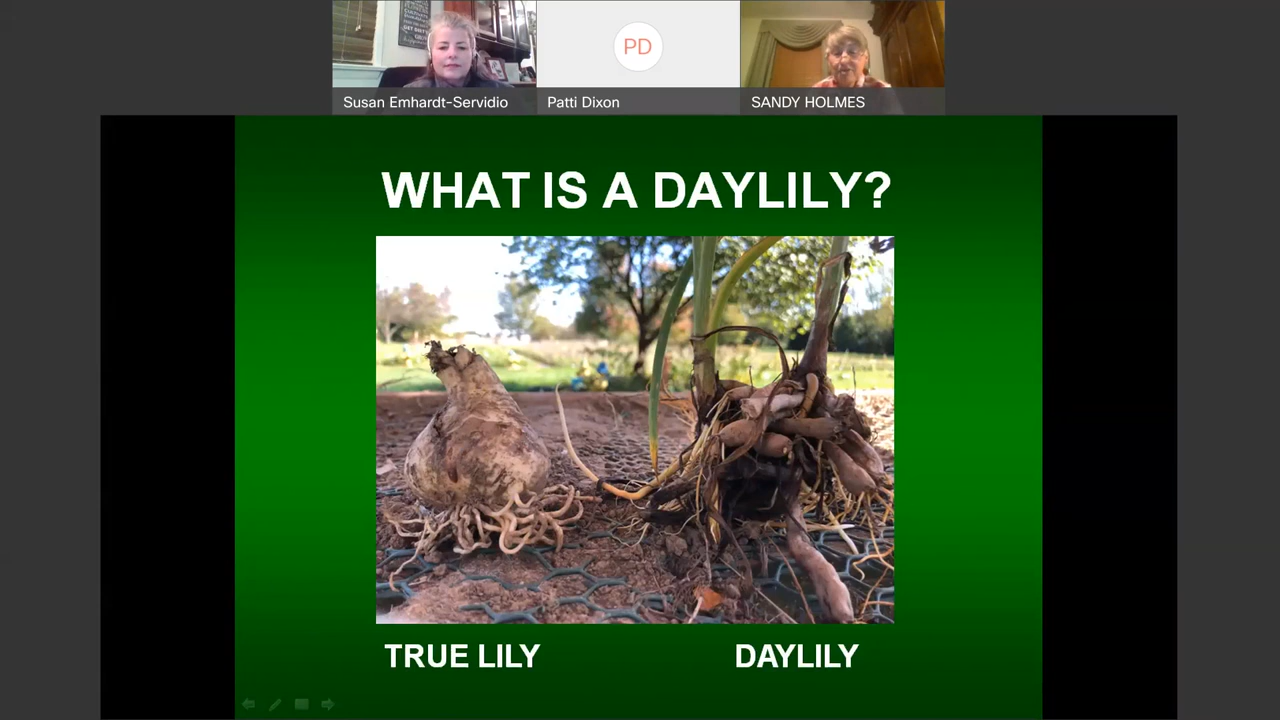 PD
Susan Emhardt-Servidio
Patti Dixon
SANDY HOLMES
WHAT IS A DAYLILY?
TRUE LILY
DAYLILY